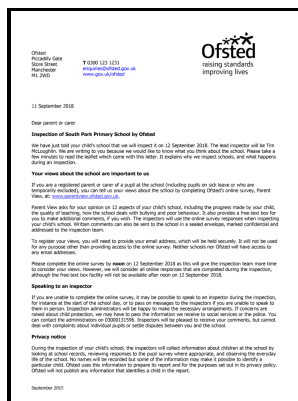 Ofsted
Piccadilly Gate
Store Street
Manchester
M1 2WD
T 0300 123 1231
enquiries@ofsted.gov.uk
www.gov.uk/ofsted
Ofsted
raising standards
improving lives
11 September 2018
Dear parent or carer
Inspection of South Park Primary School by Ofsted
We have just told your child's school that we will inspect it on 12 September 2018. The lead inspector will be Tim
McLoughlin. We are writing to you because we would like to know what you think about the school. Please take a
few minutes to read the leaflet which came with this letter. It explains why we inspect schools, and what happens
during an inspection.
Your views about the school are important to us
If you are a registered parent or carer of a pupil at the school (including pupils on sick leave or who are
temporarily excluded), you can tell us your views about the school by completing Ofsted's online survey, Parent
View, at: www.parentview.ofsted.gov.uk.
Parent View asks for your opinion on 12 aspects of your child's school, including the progress made by your child,
the quality of teaching, how the school deals with bullying and poor behaviour. It also provides a free-text box for
you to make additional comments, if you wish. The inspectors will use the online survey responses when inspecting
your child's school. Written comments can also be sent to the school in a sealed envelope, marked confidential and
addressed to the inspection team.
To register your views, you will need to provide your email address, which will be held securely. It will not be used
for any purpose other than providing access to the online survey. Neither schools nor Ofsted will have access to
any email addresses.
Please complete the online survey by noon on 12 September 2018 as this will give the inspection team more time
to consider your views. However, we will consider all online responses that are completed during the inspection,
although the free-text box facility will not be available after noon on 12 September 2018.
Speaking to an inspector
If you are unable to complete the online survey, it may be possible to speak to an inspector during the inspection,
for instance at the start of the school day, or to pass on messages to the inspectors if you are unable to speak to
them in person. Inspection administrators will be happy to make the necessary arrangements. If concerns are
raised about child protection, we may have to pass the information we receive to social services or the police. You
can contact the administrators on 03000131596. Inspectors will be pleased to receive your comments, but cannot
deal with complaints about individual pupils or settle disputes between you and the school.
Privacy notice
During the inspection of your child's school, the inspectors will collect information about children at the school by
looking at school records, reviewing responses to the pupil survey where appropriate, and observing the everyday
life of the school. No names will be recorded but some of the information may make it possible to identify a
particular child. Ofsted uses this information to prepare its report and for the purposes set out in its privacy policy.
Ofsted will not publish any information that identifies a child in the report.
September 2015